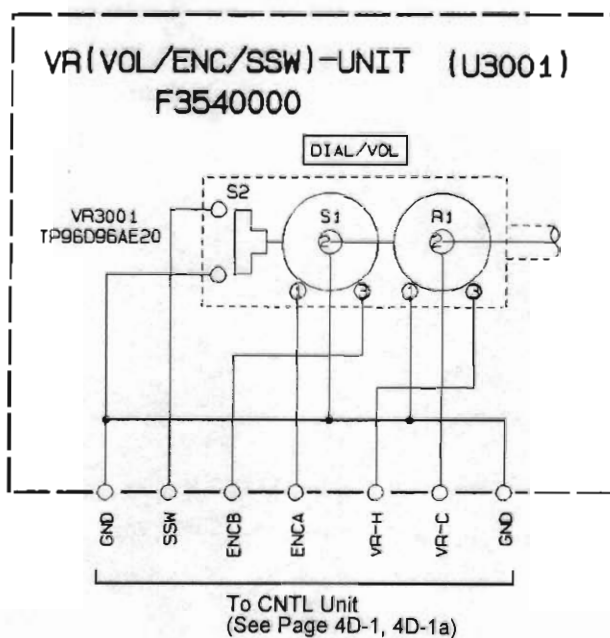 VR(VOL/ENC/SSW)-UNIT (U3001)
F3540000
DIAL/VOL
S2
VR3001
TP96D96AE20
S1
R1
2
2
1
3
1
3
GND
SSW
ENCB
ENCA
VR-H
VR-C
GND
To CNTL Unit
(See Page 4D-1, 4D-1a)